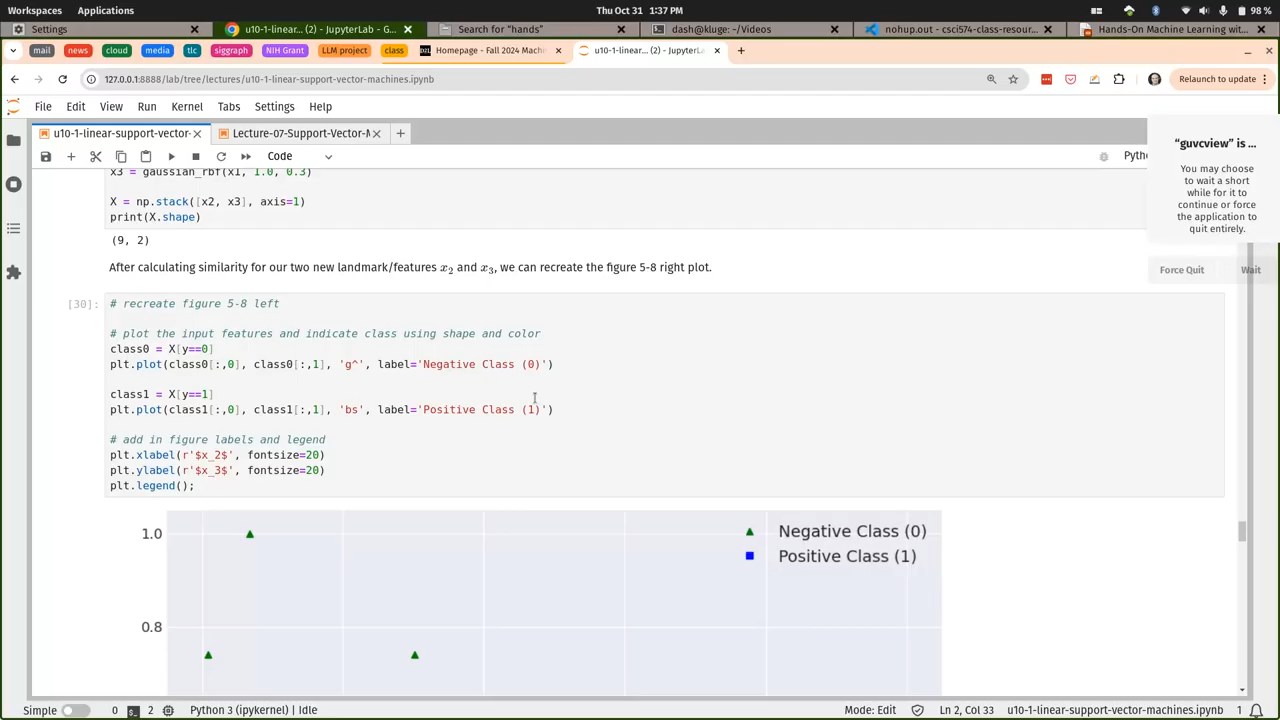 Workspaces
Applications
Thu Oct 31 1:37 PM
98 %
Settings
linear... (2) - JupyterLab - G...
Search for “hands”
dash@kluge: ~/Videos
nohup.out - csci574-class-resour...
Hands-On Machine Learning wit...
mail
news
cloud
media
tlc
siggraph
NIH Grant
LLM project
class
Homepage - Fall 2024 Machin
u10-1-linear... (2) - JupyterLa
127.0.0.1:8888/lab/tree/lectures/u10-1-linear-support-vector-machines.ipynb
Relaunch to update
File Edit View Run Kernel Tabs Settings Help
u10-1-linear-support-vector-
Lecture-07-Support-Vector-M
“guvcview” is ...
Code
Pyth
You may choose
to wait a short
while for it to
continue or force
the application to
quit entirely.
Force Quit
Wait
x3 = gaussian_rbf(x1, 1.0, 0.3)
X = np.stack([x2, x3], axis=1)
print(X.shape)
(9, 2)
After calculating similarity for our two new landmark/features x2 and x3, we can recreate the figure 5-8 right plot.
[30]:
# recreate figure 5-8 left
# plot the input features and indicate class using shape and color
class0 = X[y==0]
plt.plot(class0[:,0], class0[:,1], 'g^', label='Negative Class (0)')
class1 = X[y==1]
plt.plot(class1[:,0], class1[:,1], 'bs', label='Positive Class (1)')
# add in figure labels and legend
plt.xlabel(r'$x_2$', fontsize=20)
plt.ylabel(r'$x_3$', fontsize=20)
plt.legend();
1.0
Negative Class (0)
Positive Class (1)
0.8
Simple
0
2
Python 3 (ipykernel) | Idle
Mode: Edit
Ln 2, Col 33
u10-1-linear-support-vector-machines.ipynb
1